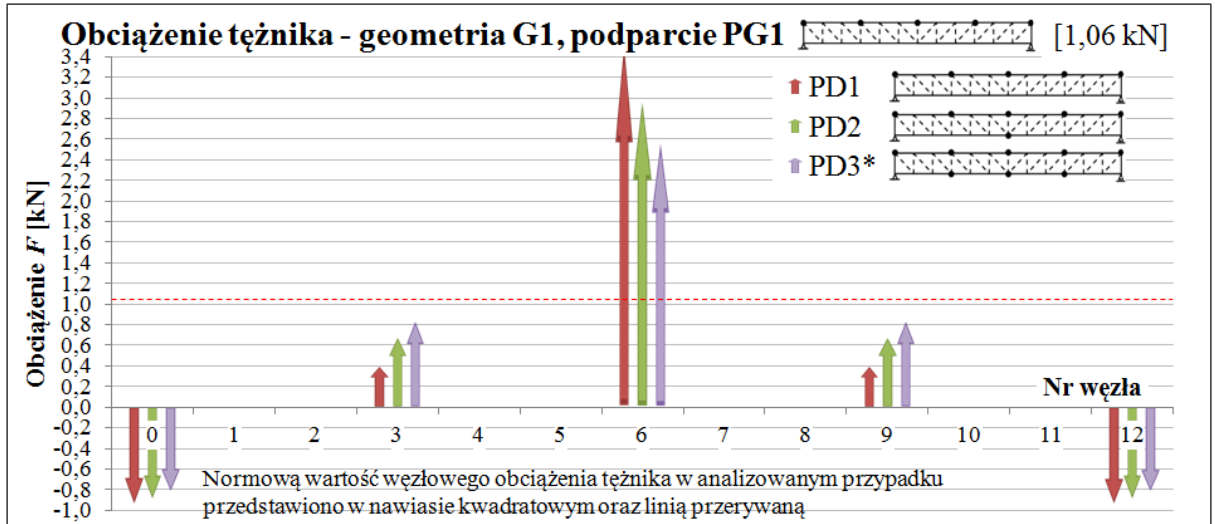 Obciążenie tężnika - geometria G1, podparcie PG1 [1,06 kN]
Obciążenie F [kN]
3,4
3,2
3,0
2,8
2,6
2,4
2,2
2,0
1,8
1,6
1,4
1,2
1,0
0,8
0,6
0,4
0,2
0,0
-0,2
-0,4
-0,6
-0,8
-1,0
PD1
PD2
PD3*
Nr węzła
0 1 2 3 4 5 6 7 8 9 10 11 12
Normową wartość węzłowego obciążenia tężnika w analizowanym przypadku
przedstawiono w nawiasie kwadratowym oraz linią przerywaną